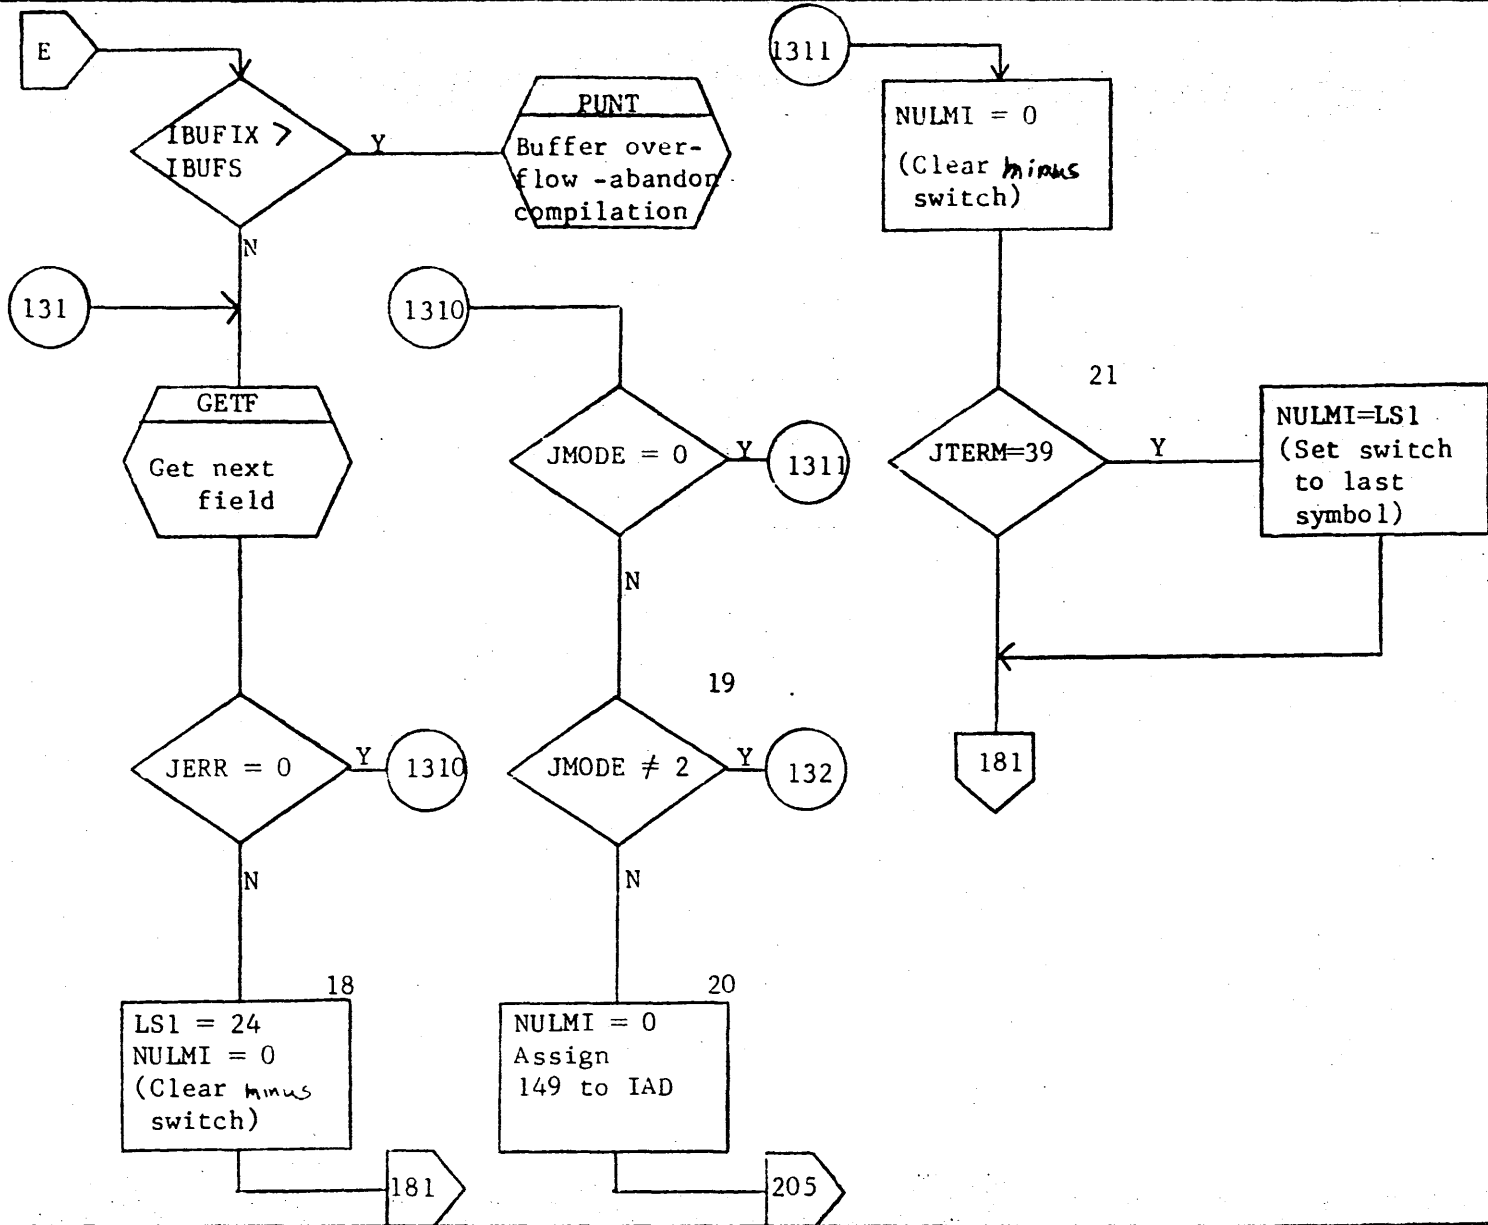 E
IBUFIX >
IBUFS
Y
PUNT
Buffer over-
flow -abandon
compilation
N
131
GETF
Get next
field
JERR = 0
Y
1310
N
18
LS1 = 24
NULMI = 0
(Clear minus
switch)
181
1310
JMODE = 0
Y
1311
N
19
JMODE ≠ 2
Y
132
N
20
NULMI = 0
Assign
149 to IAD
205
1311
NULMI = 0
(Clear minus
switch)
21
JTERM=39
Y
NULMI=LS1
(Set switch
to last
symbol)
181